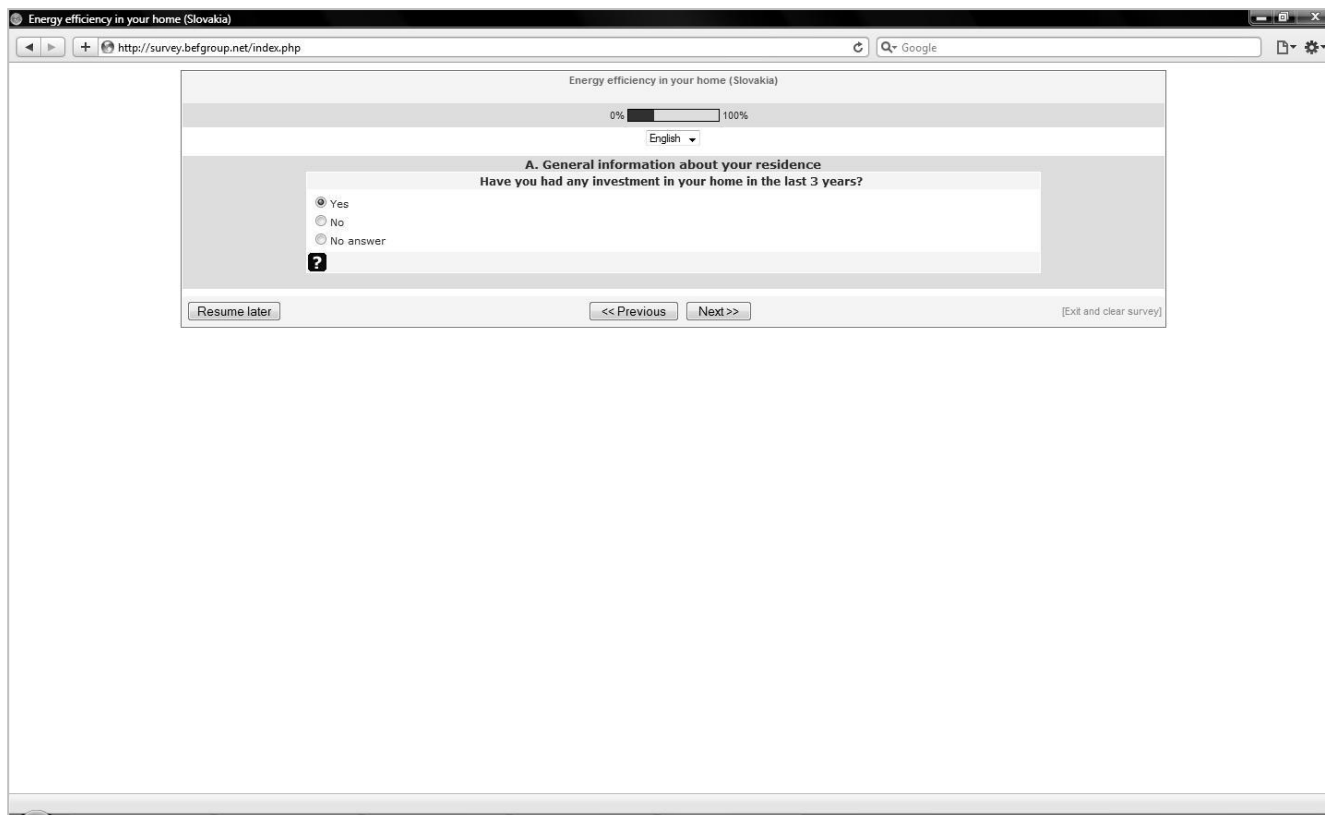 Energy efficiency in your home (Slovakia)
http://survey.befgroup.net/index.php
Google
Energy efficiency in your home (Slovakia)
0% 100%
English
A. General information about your residence
Have you had any investment in your home in the last 3 years?
Yes
No
No answer
?
Resume later << Previous Next >> [Exit and clear survey]